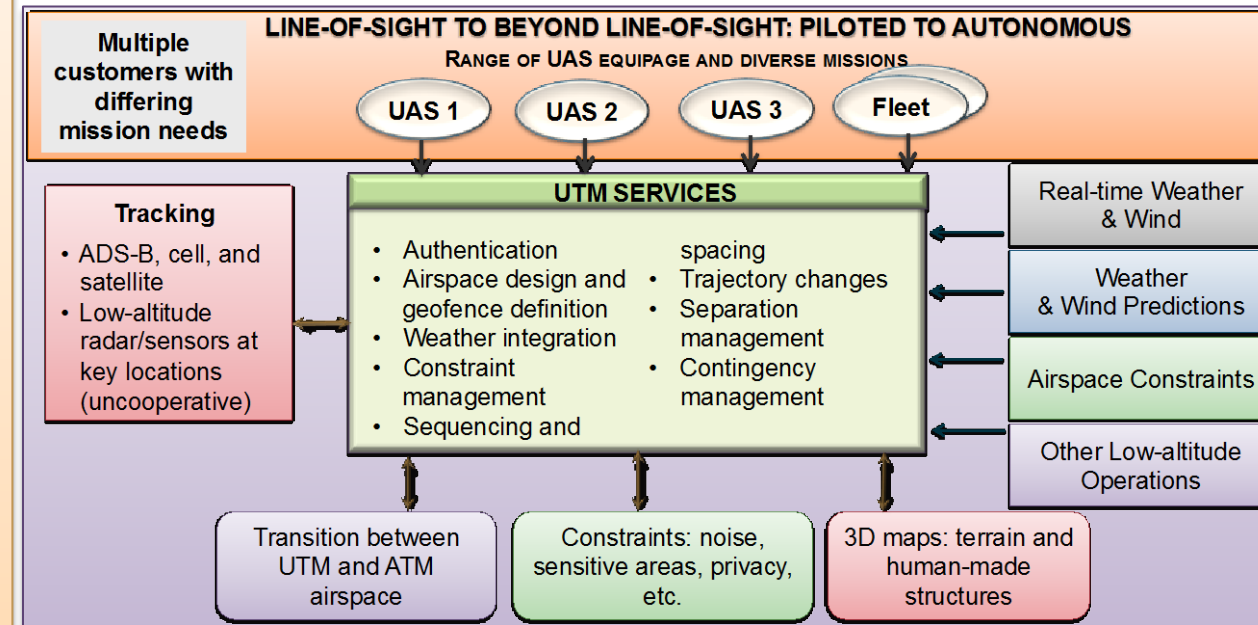 Multiple
customers with
differing
mission needs
LINE-OF-SIGHT TO BEYOND LINE-OF-SIGHT: PILOTED TO AUTONOMOUS
RANGE OF UAS EQUIPAGE AND DIVERSE MISSIONS
UAS 1
UAS 2
UAS 3
Fleet
Tracking
• ADS-B, cell, and
satellite
• Low-altitude
radar/sensors at
key locations
(uncooperative)
UTM SERVICES
• Authentication
• Airspace design and
geofence definition
• Weather integration
• Constraint
management
• Sequencing and
spacing
• Trajectory changes
• Separation
management
• Contingency
management
Real-time Weather
& Wind
Weather
& Wind Predictions
Airspace Constraints
Other Low-altitude
Operations
Transition between
UTM and ATM
airspace
Constraints: noise,
sensitive areas, privacy,
etc.
3D maps: terrain and
human-made
structures